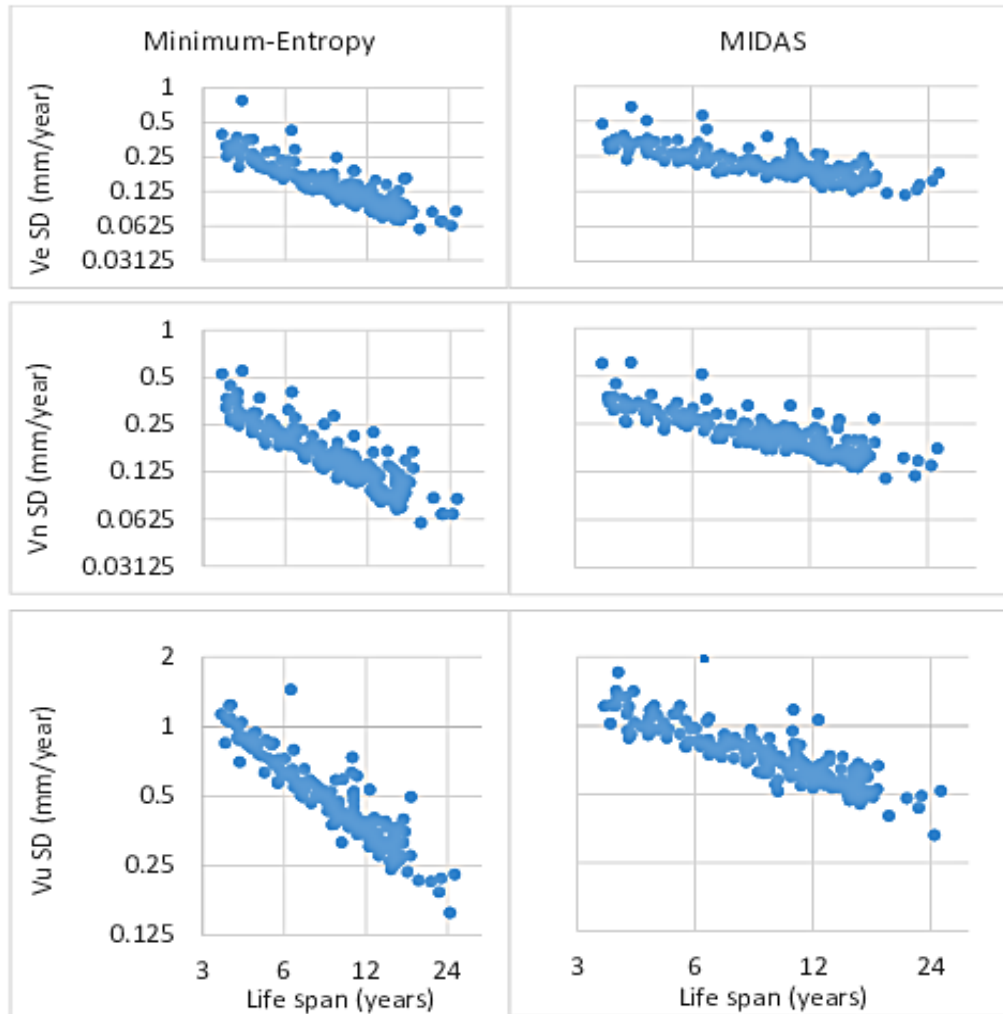 Minimum-Entropy
MIDAS
Ve SD (mm/year)
1
0.5
0.25
0.125
0.0625
0.03125
Vn SD (mm/year)
1
0.5
0.25
0.125
0.0625
0.03125
Vu SD (mm/year)
2
1
0.5
0.25
0.125
3 6 12 24
Life span (years)
3 6 12 24
Life span (years)